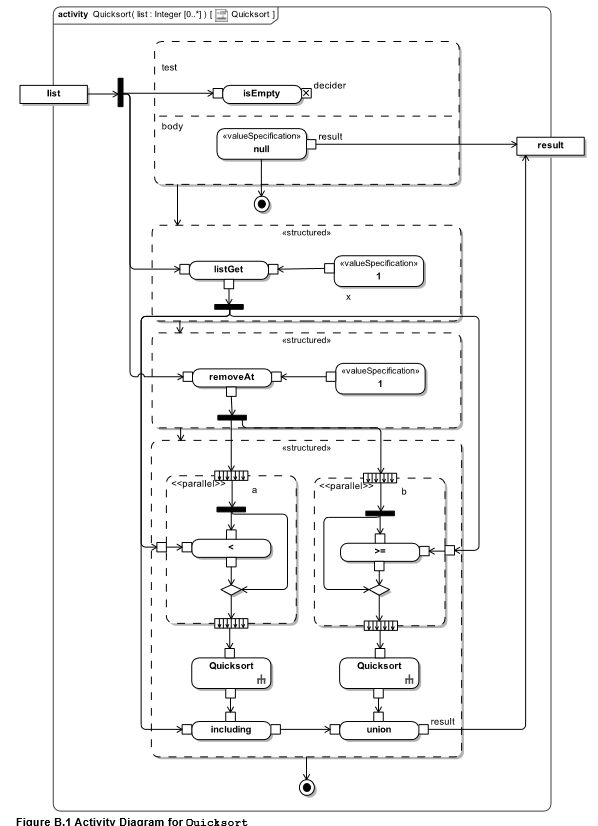 activity Quicksort( list : Integer [0..*] ) [ Quicksort ]
test
list
isEmpty
decider
body
«valueSpecification»
null
result
result
«structured»
listGet
«valueSpecification»
1
x
«structured»
removeAt
«valueSpecification»
1
«structured»
<<parallel>>
a
<<parallel>>
b
<
>=
Quicksort
Quicksort
including
union
result
Figure B.1 Activity Diagram for Quicksort